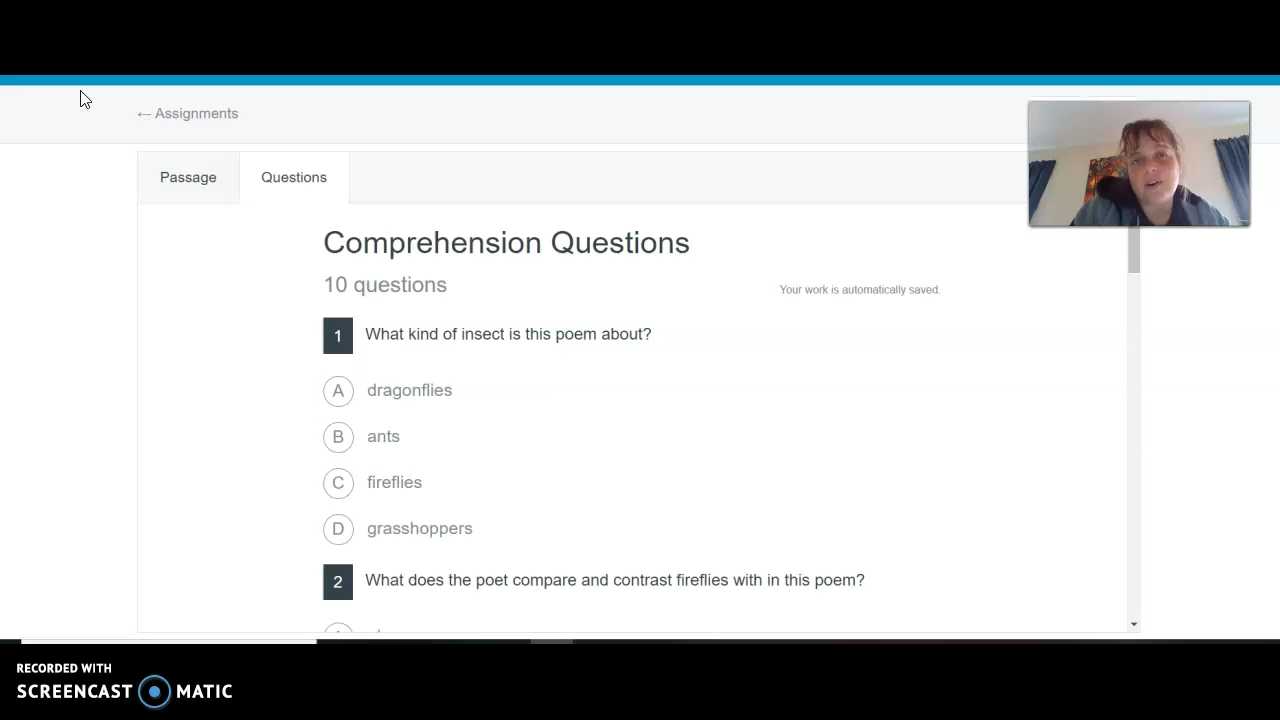 ← Assignments
Passage
Questions
Comprehension Questions
10 questions
Your work is automatically saved.
1 What kind of insect is this poem about?
A dragonflies
B ants
C fireflies
D grasshoppers
2 What does the poet compare and contrast fireflies with in this poem?
RECORDED WITH
SCREENCAST MATIC